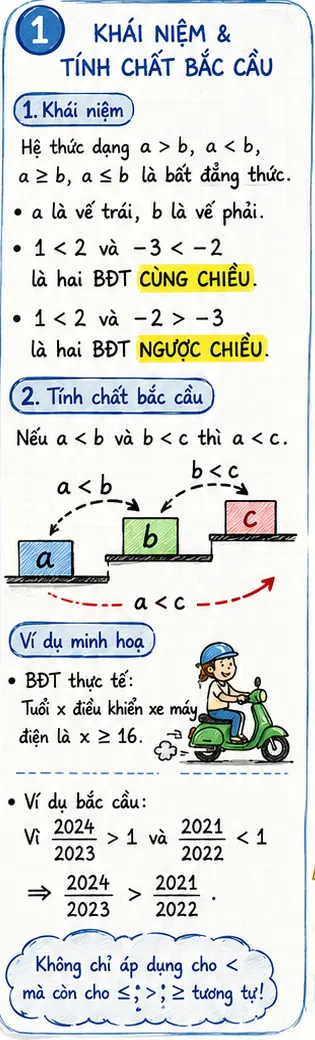 1
KHÁI NIỆM &
TÍNH CHẤT BẮC CẦU
1. Khái niệm
Hệ thức dạng a > b, a < b,
a ≥ b, a ≤ b là bất đẳng thức.
• a là vế trái, b là vế phải.
• 1 < 2 và −3 < −2
là hai BĐT CÙNG CHIỀU.
• 1 < 2 và −2 > −3
là hai BĐT NGƯỢC CHIỀU.
2. Tính chất bắc cầu
Nếu a < b và b < c thì a < c.
b < c
a < b
c
b
a
a < c
Ví dụ minh hoạ
• BĐT thực tế:
Tuổi x điều khiển xe máy
điện là x ≥ 16.
• Ví dụ bắc cầu:
Vì 2024/2023 > 1 và 2021/2022 < 1
⇒ 2024/2023 > 2021/2022.
Không chỉ áp dụng cho <
mà còn cho ≤; >; ≥ tương tự!